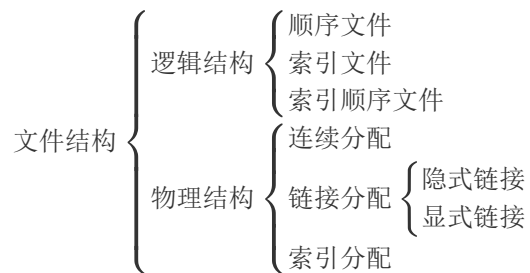 文件结构
逻辑结构
顺序文件
索引文件
索引顺序文件
物理结构
连续分配
链接分配
隐式链接
显式链接
索引分配